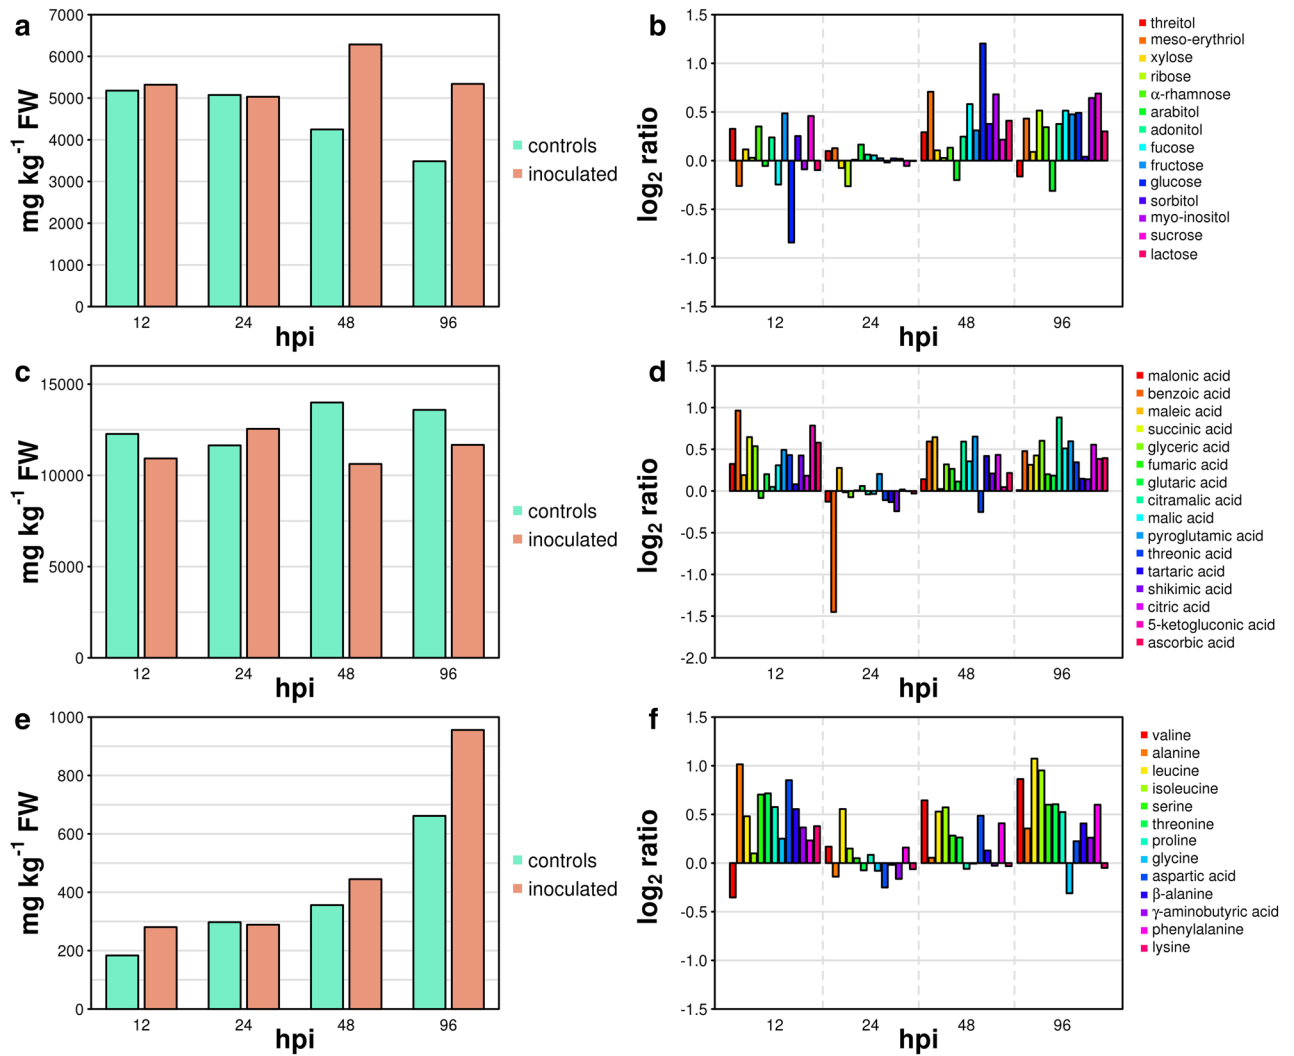 a
7000
6000
5000
4000
3000
2000
1000
0
mg kg-1 FW
12 24 48 96
hpi
controls
inoculated
b
1.5
1.0
0.5
0.0
-0.5
-1.0
-1.5
log2 ratio
12 24 48 96
hpi
threitol
meso-erythriol
xylose
ribose
α-rhamnose
arabitol
adonitol
fucose
fructose
glucose
sorbitol
myo-inositol
sucrose
lactose
c
15000
10000
5000
0
mg kg-1 FW
12 24 48 96
hpi
controls
inoculated
d
1.5
1.0
0.5
0.0
-0.5
-1.0
-1.5
-2.0
log2 ratio
12 24 48 96
hpi
malonic acid
benzoic acid
maleic acid
succinic acid
glyceric acid
fumaric acid
glutaric acid
citramalic acid
malic acid
pyroglutamic acid
threonic acid
tartaric acid
shikimic acid
citric acid
5-ketogluconic acid
ascorbic acid
e
1000
800
600
400
200
0
mg kg-1 FW
12 24 48 96
hpi
controls
inoculated
f
1.5
1.0
0.5
0.0
-0.5
-1.0
-1.5
log2 ratio
12 24 48 96
hpi
valine
alanine
leucine
isoleucine
serine
threonine
proline
glycine
aspartic acid
β-alanine
γ-aminobutyric acid
phenylalanine
lysine